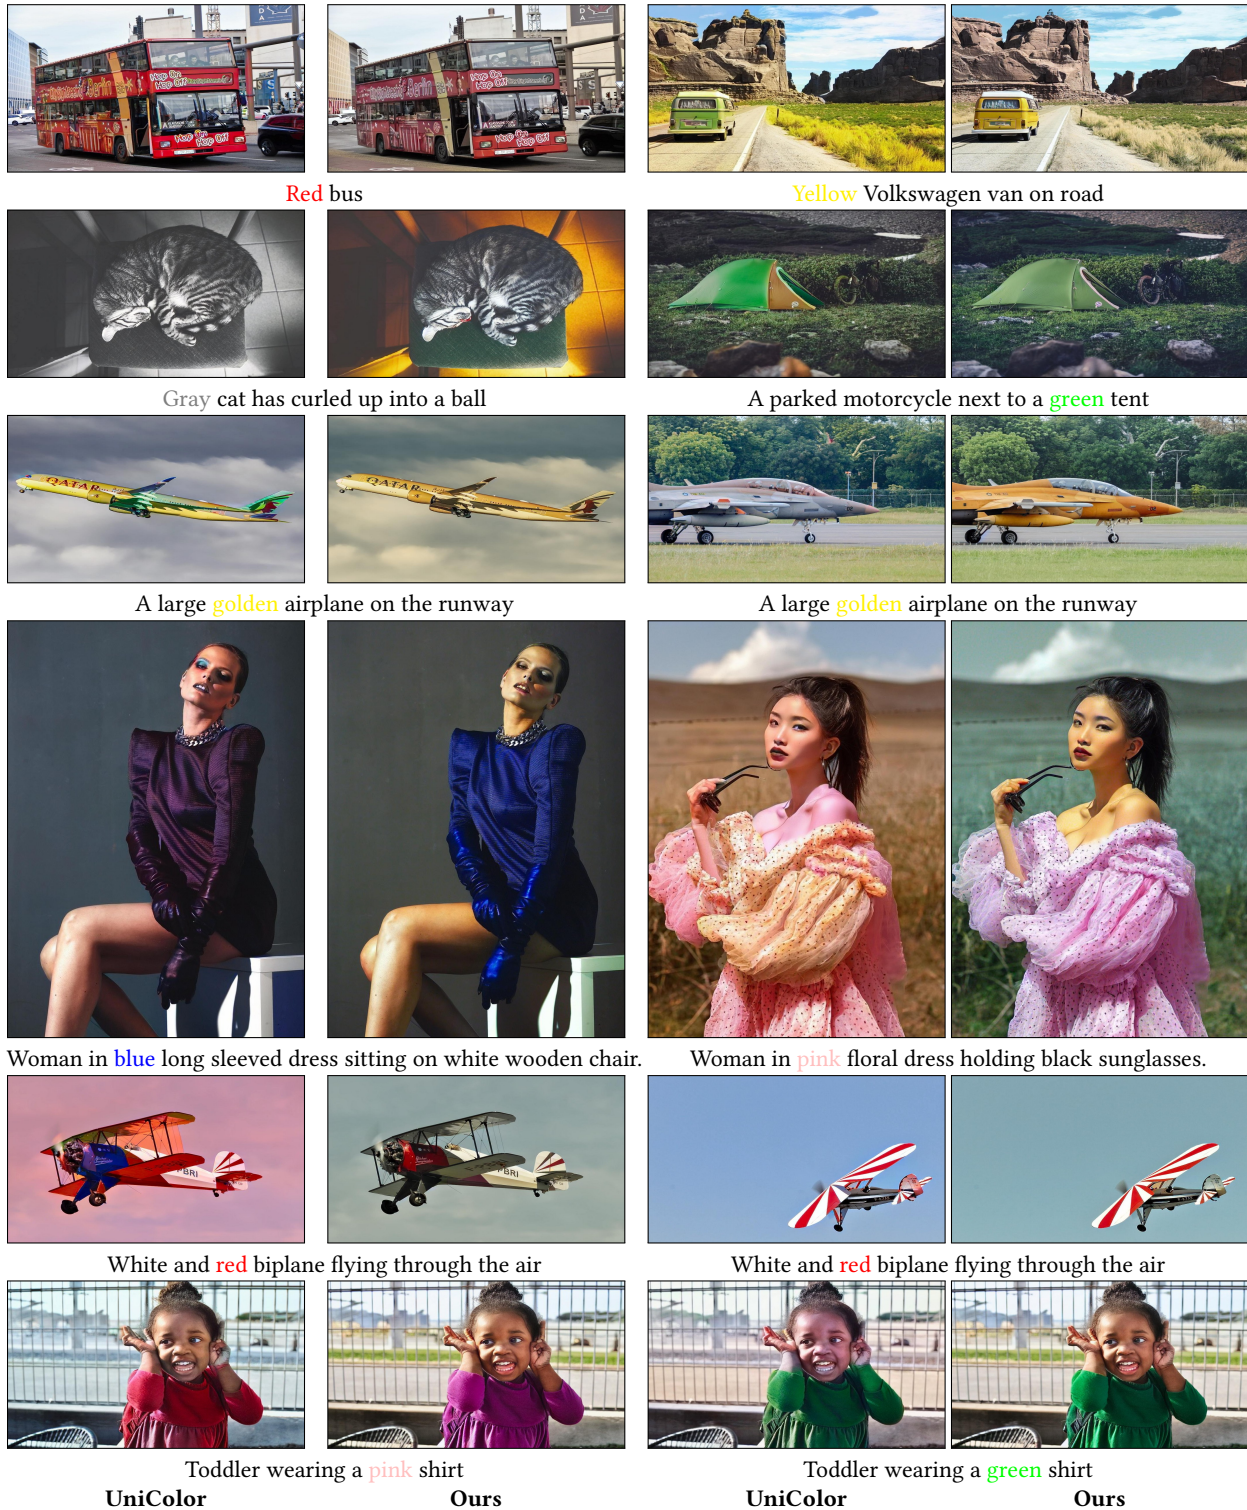 Red bus
Yellow Volkswagen van on road
Gray cat has curled up into a ball
A parked motorcycle next to a green tent
QATAR
QATAR
A large golden airplane on the runway
A large golden airplane on the runway
Woman in blue long sleeved dress sitting on white wooden chair.
Woman in pink floral dress holding black sunglasses.
White and red biplane flying through the air
White and red biplane flying through the air
Toddler wearing a pink shirt
Toddler wearing a green shirt
UniColor
Ours
UniColor
Ours